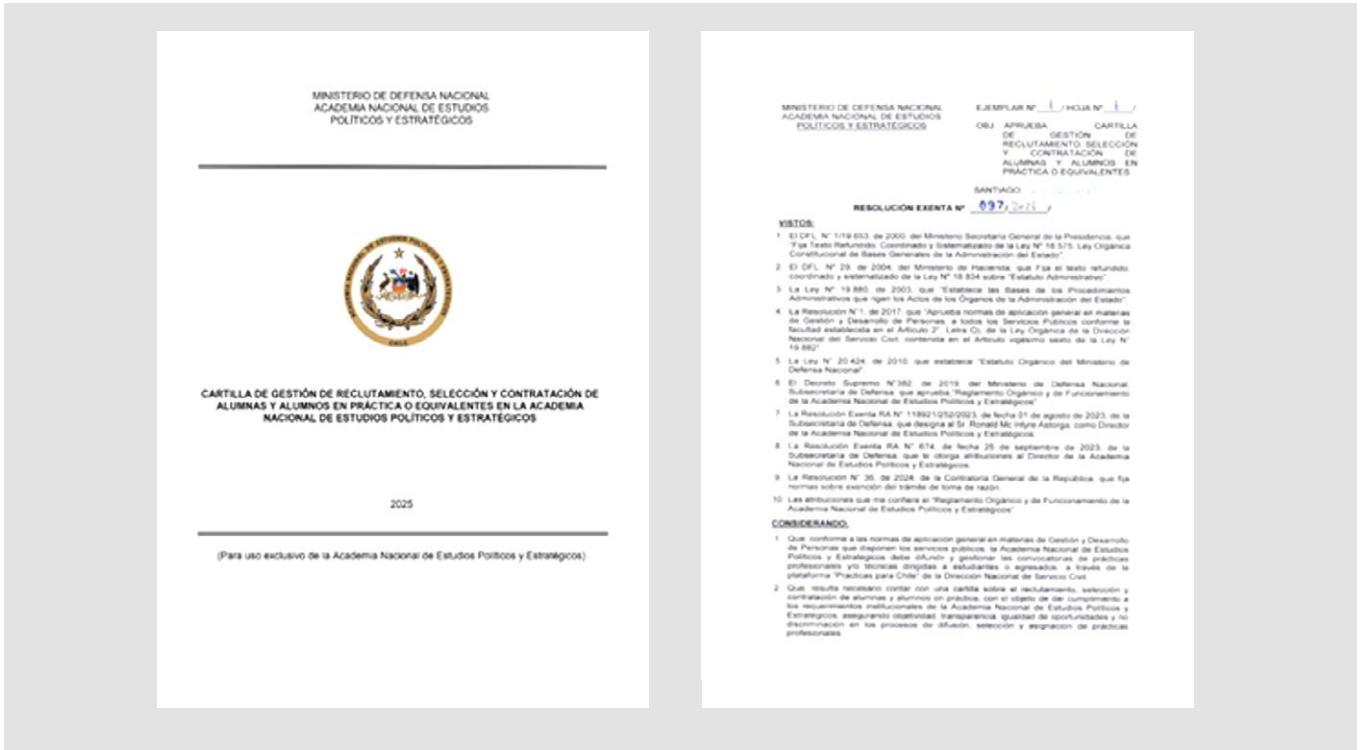 MINISTERIO DE DEFENSA NACIONAL
ACADEMIA NACIONAL DE ESTUDIOS
POLÍTICOS Y ESTRATÉGICOS
ACADEMIA NACIONAL DE ESTUDIOS POLÍTICOS Y ESTRATÉGICOS
CHILE
CARTILLA DE GESTIÓN DE RECLUTAMIENTO, SELECCIÓN Y CONTRATACIÓN DE
ALUMNAS Y ALUMNOS EN PRÁCTICA O EQUIVALENTES EN LA ACADEMIA
NACIONAL DE ESTUDIOS POLÍTICOS Y ESTRATÉGICOS
2025
(Para uso exclusivo de la Academia Nacional de Estudios Políticos y Estratégicos)
MINISTERIO DE DEFENSA NACIONAL
ACADEMIA NACIONAL DE ESTUDIOS
POLÍTICOS Y ESTRATÉGICOS
EJEMPLAR Nº 1 / HOJA Nº 1 /
OBJ APRUEBA CARTILLA
DE GESTIÓN DE
RECLUTAMIENTO, SELECCIÓN
Y CONTRATACIÓN DE
ALUMNAS Y ALUMNOS EN
PRÁCTICA O EQUIVALENTES
SANTIAGO,
RESOLUCIÓN EXENTA Nº 097/
VISTOS:
1. El DFL. N° 1/19.653, de 2000, del Ministerio Secretaría General de la Presidencia, que
"Fija Texto Refundido, Coordinado y Sistematizado de la Ley Nº 18.575, Ley Orgánica
Constitucional de Bases Generales de la Administración del Estado".
2. El DFL. Nº 29, de 2004, del Ministerio de Hacienda, que Fija el texto refundido,
coordinado y sistematizado de la Ley Nº 18.834 sobre "Estatuto Administrativo".
3. La Ley Nº 19.880, de 2003, que "Establece las Bases de los Procedimientos
Administrativos que rigen los Actos de los Órganos de la Administración del Estado".
4. La Resolución N°1, de 2017, que "Aprueba normas de aplicación general en materias
de Gestión y Desarrollo de Personas, a todos los Servicios Públicos conforme la
facultad establecida en el Artículo 2°, Letra Q), de la Ley Orgánica de la Dirección
Nacional del Servicio Civil, contenida en el Artículo vigésimo sexto de la Ley N°
19.882"
5. La Ley N° 20.424, de 2010, que establece "Estatuto Orgánico del Ministerio de
Defensa Nacional".
6. El Decreto Supremo N°382, de 2019, del Ministerio de Defensa Nacional,
Subsecretaría de Defensa, que aprueba "Reglamento Orgánico y de Funcionamiento
de la Academia Nacional de Estudios Políticos y Estratégicos"
7. La Resolución Exenta RA N° 118921/252/2023, de fecha 01 de agosto de 2023, de la
Subsecretaría de Defensa, que designa al Sr. Ronald Mc Intyre Astorga, como Director
de la Academia Nacional de Estudios Políticos y Estratégicos
8. La Resolución Exenta RA N° 674, de fecha 25 de septiembre de 2023, de la
Subsecretaría de Defensa, que le otorga atribuciones al Director de la Academia
Nacional de Estudios Políticos y Estratégicos.
9. La Resolución N° 36, de 2024, de la Contraloría General de la República, que fija
normas sobre exención del trámite de toma de razón.
10. Las atribuciones que me confiere el "Reglamento Orgánico y de Funcionamiento de la
Academia Nacional de Estudios Políticos y Estratégicos"
CONSIDERANDO:
1. Que, conforme a las normas de aplicación general en materias de Gestión y Desarrollo
de Personas que disponen los servicios públicos, la Academia Nacional de Estudios
Políticos y Estratégicos debe difundir y gestionar las convocatorias de prácticas
profesionales y/o técnicas dirigidas a estudiantes o egresados, a través de la
plataforma "Prácticas para Chile" de la Dirección Nacional de Servicio Civil.
2. Que, resulta necesario contar con una cartilla sobre el reclutamiento, selección y
contratación de alumnas y alumnos en práctica, con el objeto de dar cumplimiento a
los requerimientos institucionales de la Academia Nacional de Estudios Políticos y
Estratégicos, asegurando objetividad, transparencia, igualdad de oportunidades y no
discriminación en los procesos de difusión, selección y asignación de prácticas
profesionales.